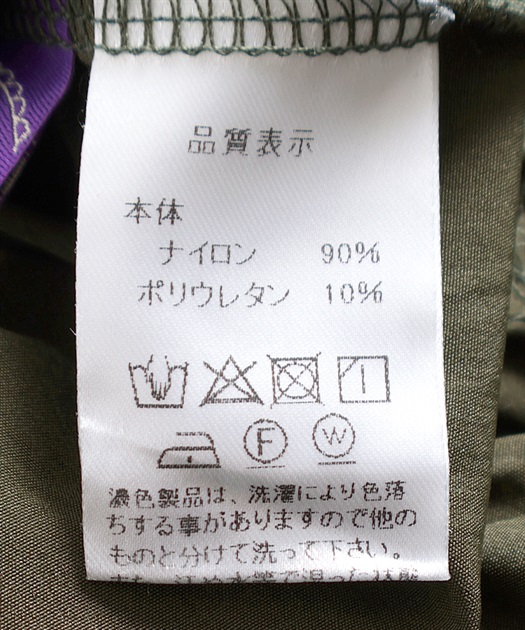 品質表示
本体
ナイロン 90%
ポリウレタン 10%
F W
濃色製品は、洗濯により色落
ちする事がありますので他の
ものと分けて洗って下さい。